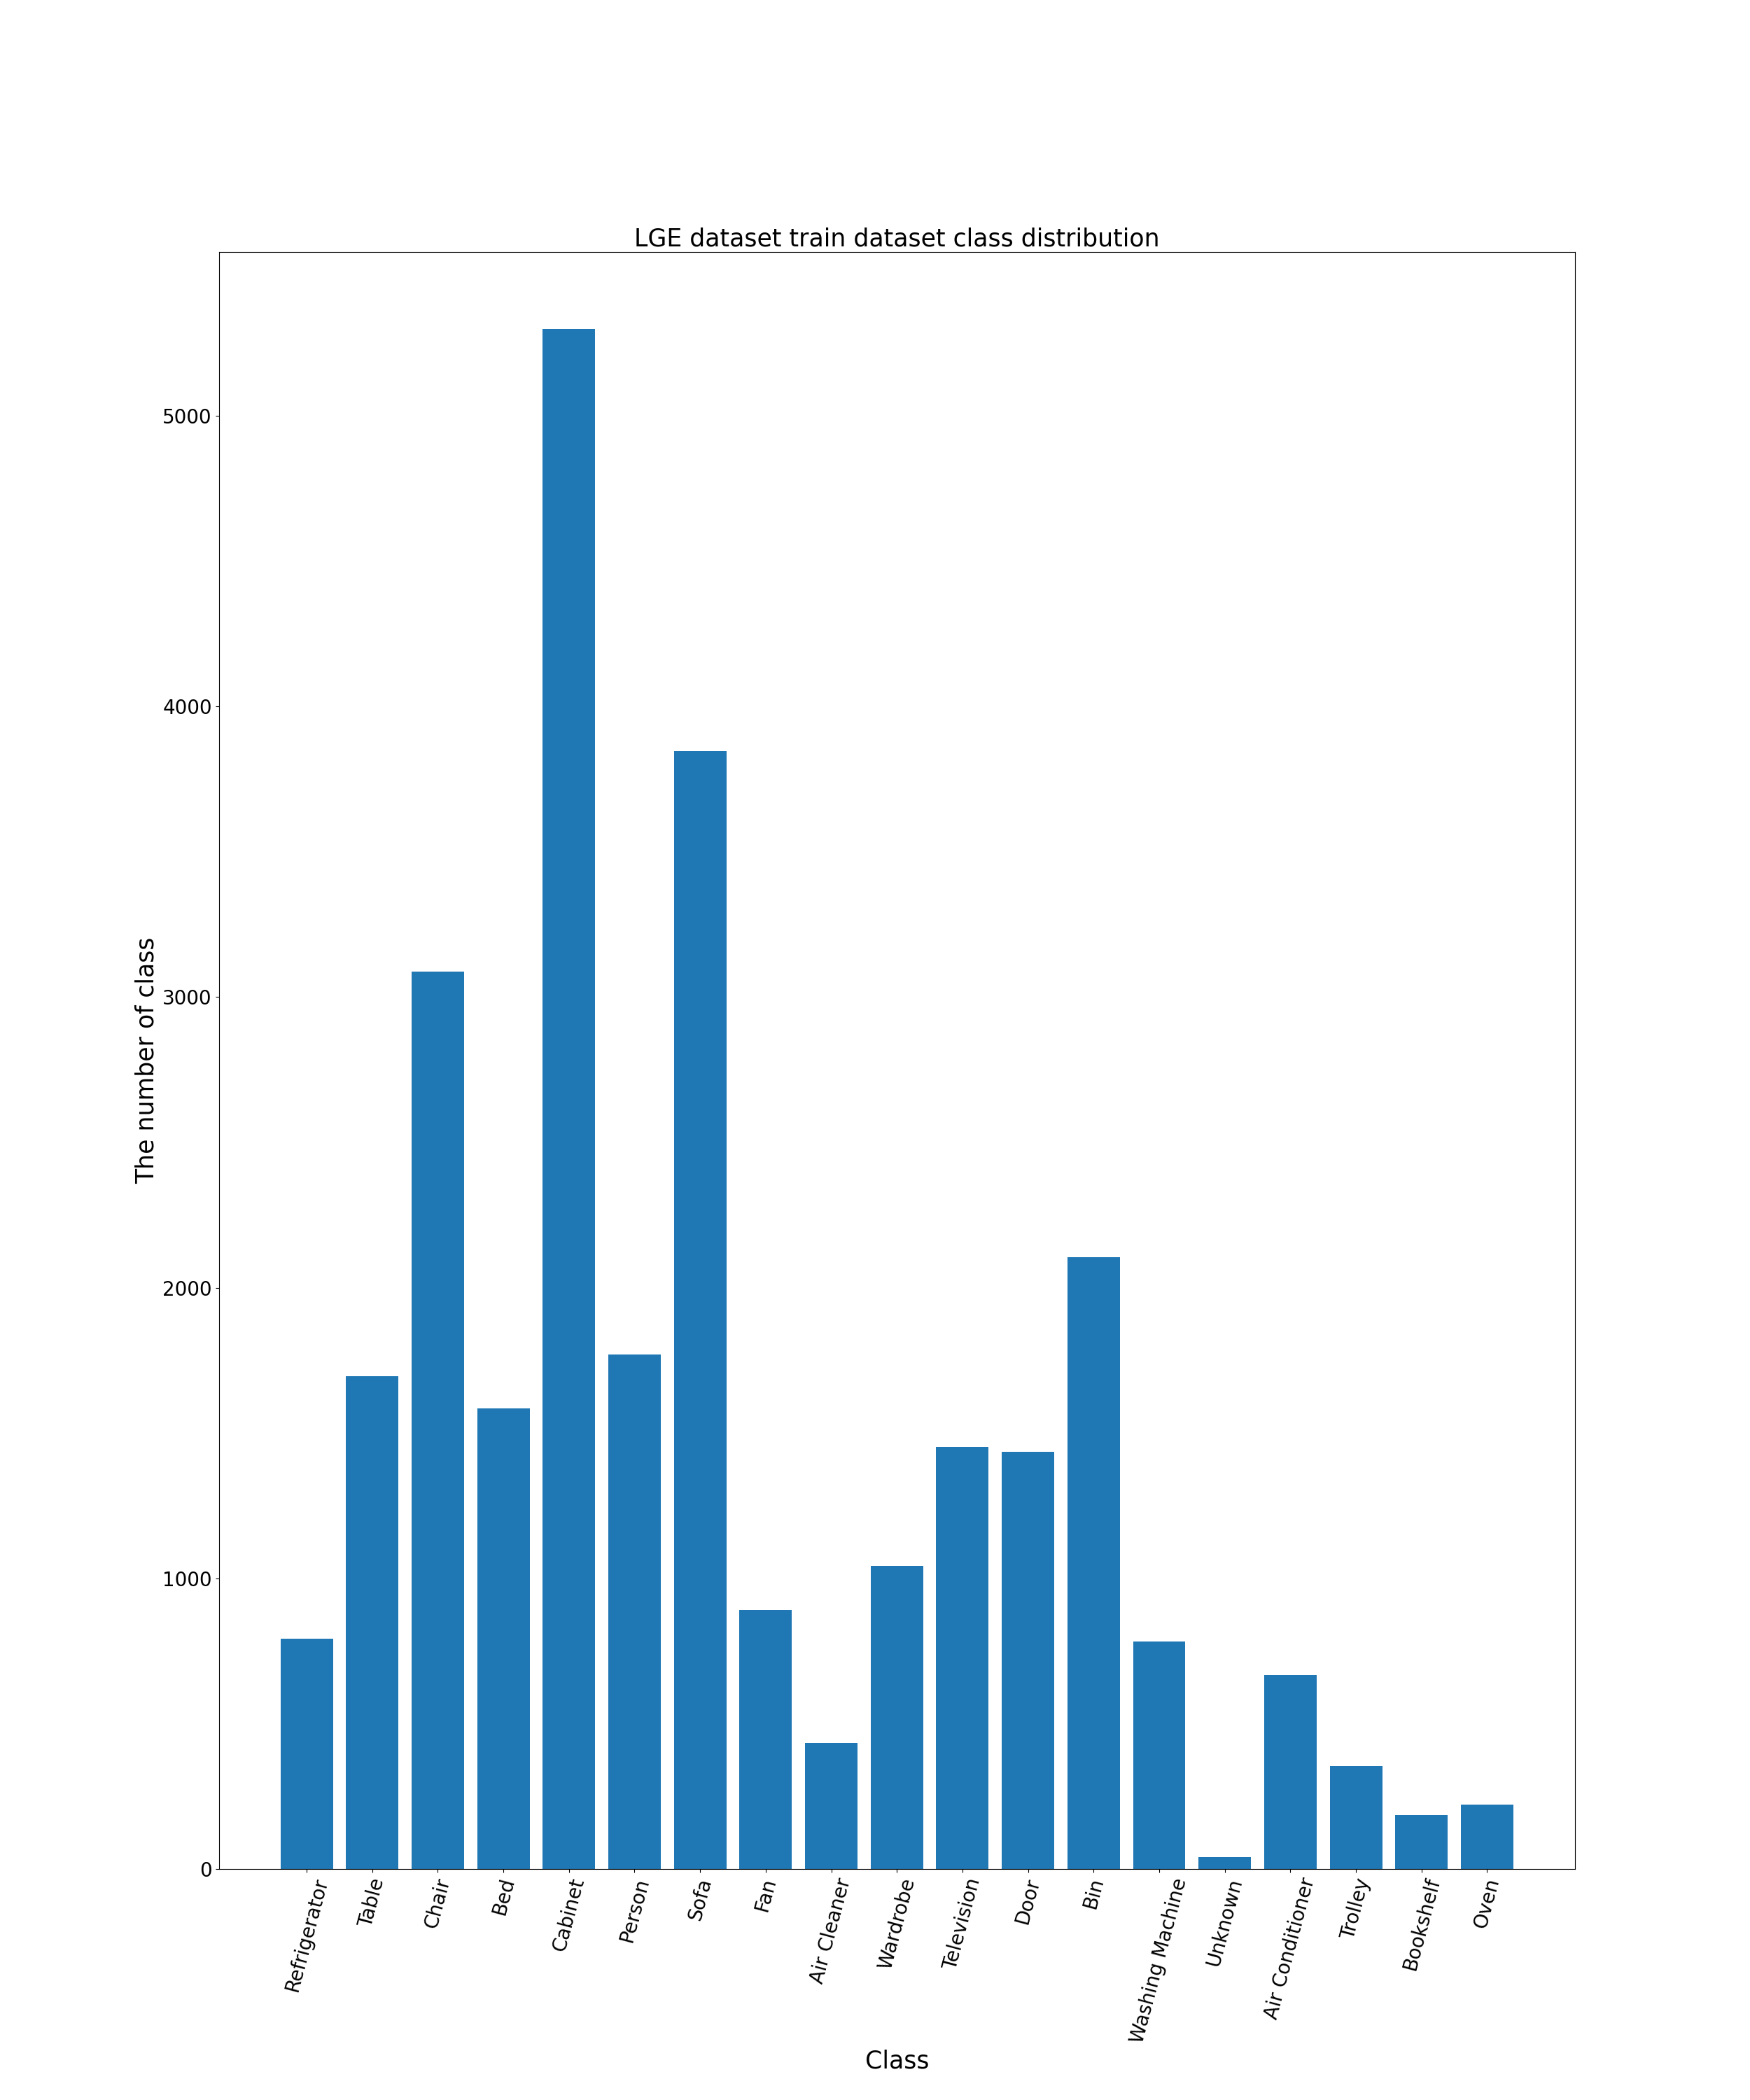 LGE dataset train dataset class distribution
The number of class
5000
4000
3000
2000
1000
0
Refrigerator
Table
Chair
Bed
Cabinet
Person
Sofa
Fan
Air Cleaner
Wardrobe
Television
Door
Bin
Washing Machine
Unknown
Air Conditioner
Trolley
Bookshelf
Oven
Class